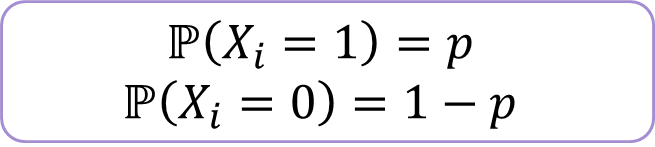 ℙ(𝑋ᵢ = 1) = 𝑝
ℙ(𝑋ᵢ = 0) = 1 − 𝑝